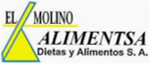 EL MOLINO
ALIMENTSA
Dietas y Alimentos S. A.